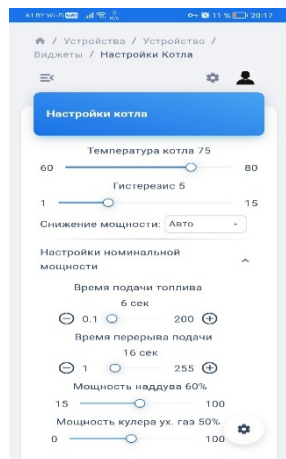 A1 BY Wi-Fi 11 % 20:17
/ Устройства / Устройство /
Виджеты / Настройки Котла
Настройки котла
Температура котла 75
60 80
Гистерезис 5
1 15
Снижение мощности: Авто
Настройки номинальной
мощности
Время подачи топлива
6 сек
0.1 200
Время перерыва подачи
16 сек
1 255
Мощность наддува 60%
15 100
Мощность кулера ух. газ 50%
0 100